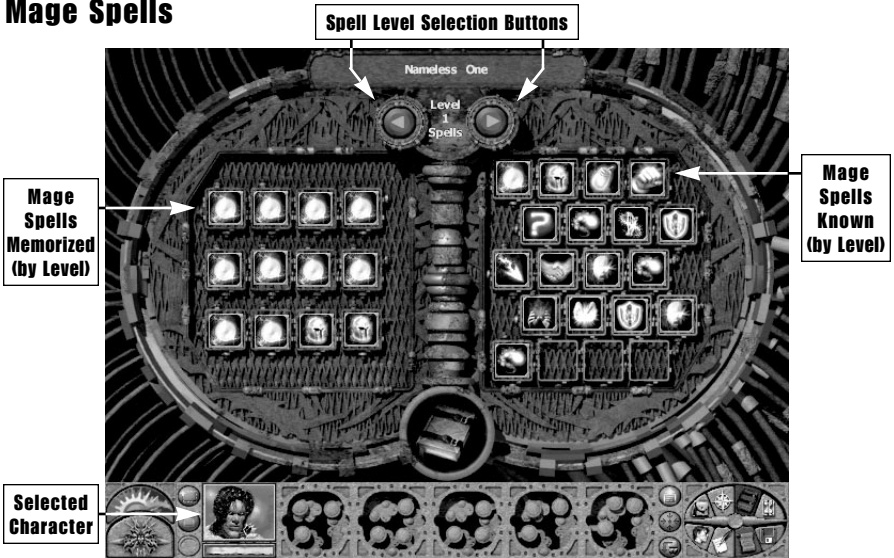 Mage Spells
Spell Level Selection Buttons
Nameless One
Level
1
Spells
Mage
Spells
Memorized
(by Level)
Mage
Spells
Known
(by Level)
Selected
Character